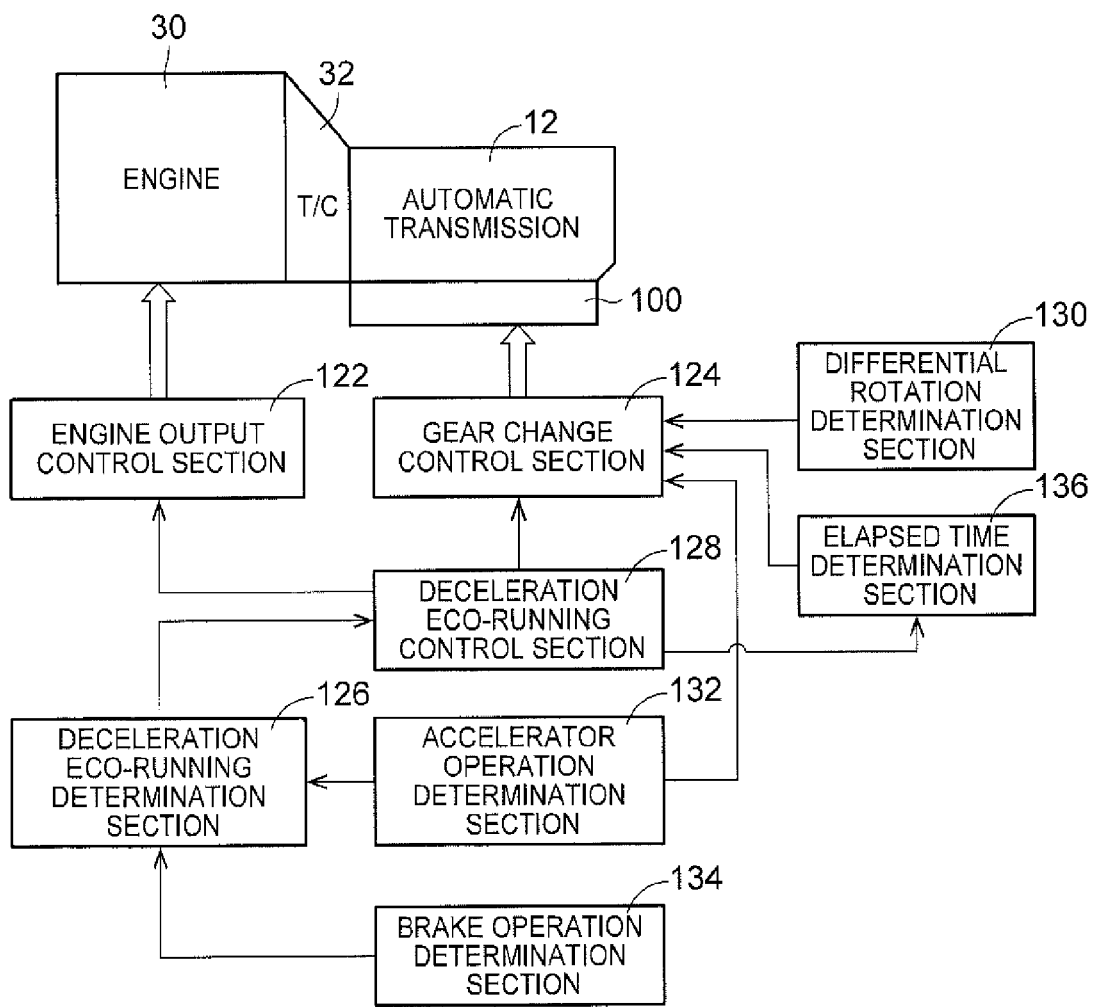 30
32
12
ENGINE
T/C
AUTOMATIC
TRANSMISSION
100
122
ENGINE OUTPUT
CONTROL SECTION
124
GEAR CHANGE
CONTROL SECTION
130
DIFFERENTIAL
ROTATION
DETERMINATION
SECTION
136
ELAPSED TIME
DETERMINATION
SECTION
128
DECELERATION
ECO-RUNNING
CONTROL SECTION
126
DECELERATION
ECO-RUNNING
DETERMINATION
SECTION
132
ACCELERATOR
OPERATION
DETERMINATION
SECTION
134
BRAKE OPERATION
DETERMINATION
SECTION